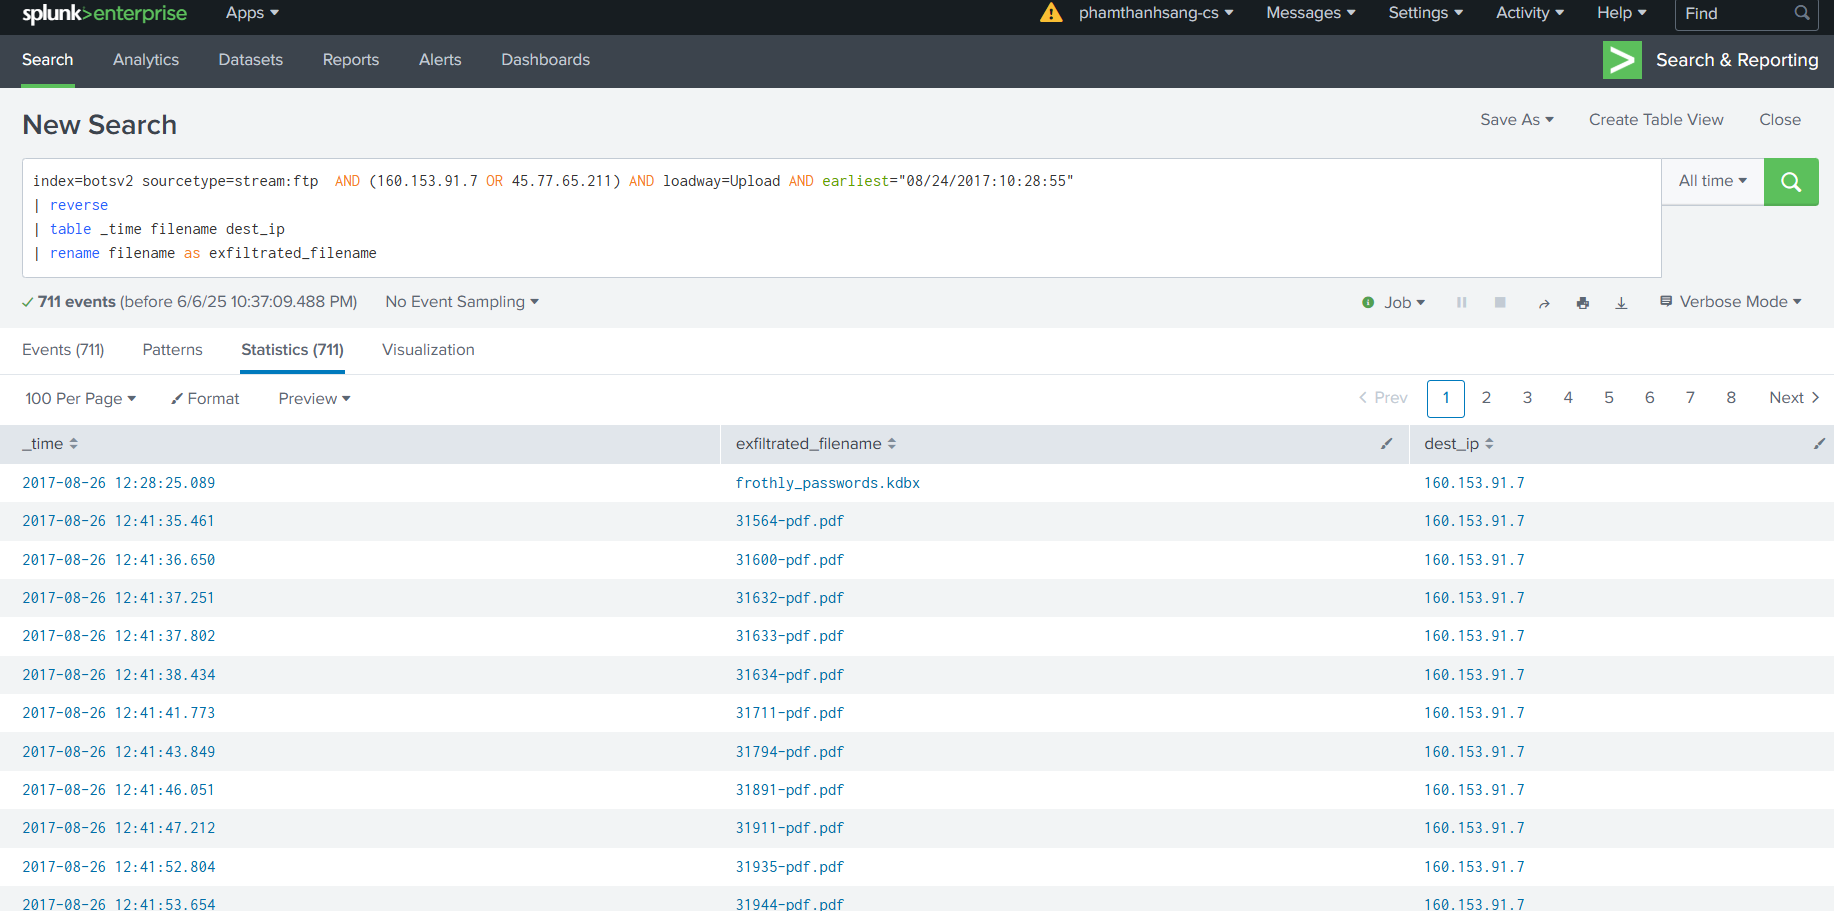 splunk>enterprise Apps phamthanhsang-cs Messages Settings Activity Help Find
Search Analytics Datasets Reports Alerts Dashboards Search & Reporting
New Search Save As Create Table View Close
index=botsv2 sourcetype=stream:ftp  AND (160.153.91.7 OR 45.77.65.211) AND loadway=Upload AND earliest="08/24/2017:10:28:55" All time
| reverse
| table _time filename dest_ip
| rename filename as exfiltrated_filename
711 events (before 6/6/25 10:37:09.488 PM) No Event Sampling Job Verbose Mode
Events (711) Patterns Statistics (711) Visualization
100 Per Page Format Preview < Prev 1 2 3 4 5 6 7 8 Next >
_time exfiltrated_filename dest_ip
2017-08-26 12:28:25.089 frothly_passwords.kdbx 160.153.91.7
2017-08-26 12:41:35.461 31564-pdf.pdf 160.153.91.7
2017-08-26 12:41:36.650 31600-pdf.pdf 160.153.91.7
2017-08-26 12:41:37.251 31632-pdf.pdf 160.153.91.7
2017-08-26 12:41:37.802 31633-pdf.pdf 160.153.91.7
2017-08-26 12:41:38.434 31634-pdf.pdf 160.153.91.7
2017-08-26 12:41:41.773 31711-pdf.pdf 160.153.91.7
2017-08-26 12:41:43.849 31794-pdf.pdf 160.153.91.7
2017-08-26 12:41:46.051 31891-pdf.pdf 160.153.91.7
2017-08-26 12:41:47.212 31911-pdf.pdf 160.153.91.7
2017-08-26 12:41:52.804 31935-pdf.pdf 160.153.91.7
2017-08-26 12:41:53.654 31944-pdf.pdf 160.153.91.7